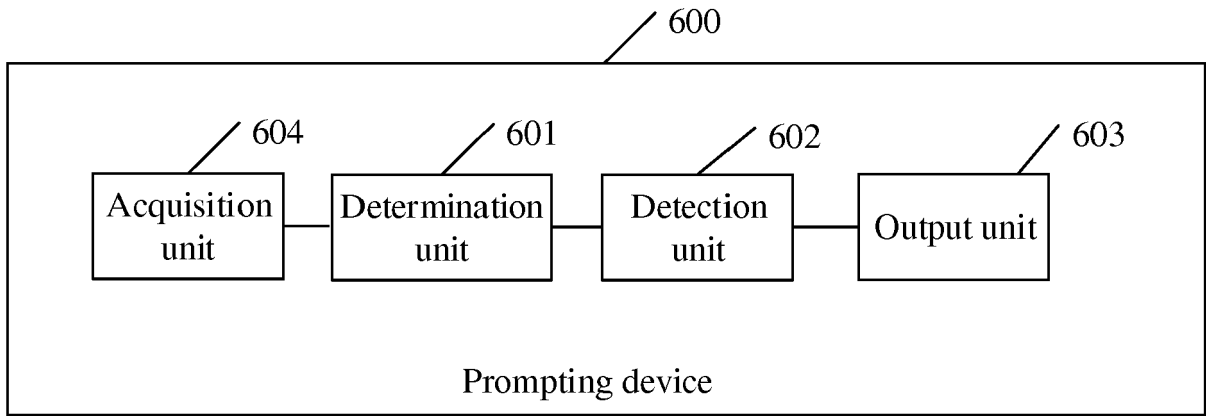 600
604
601
602
603
Acquisition
unit
Determination
unit
Detection
unit
Output unit
Prompting device